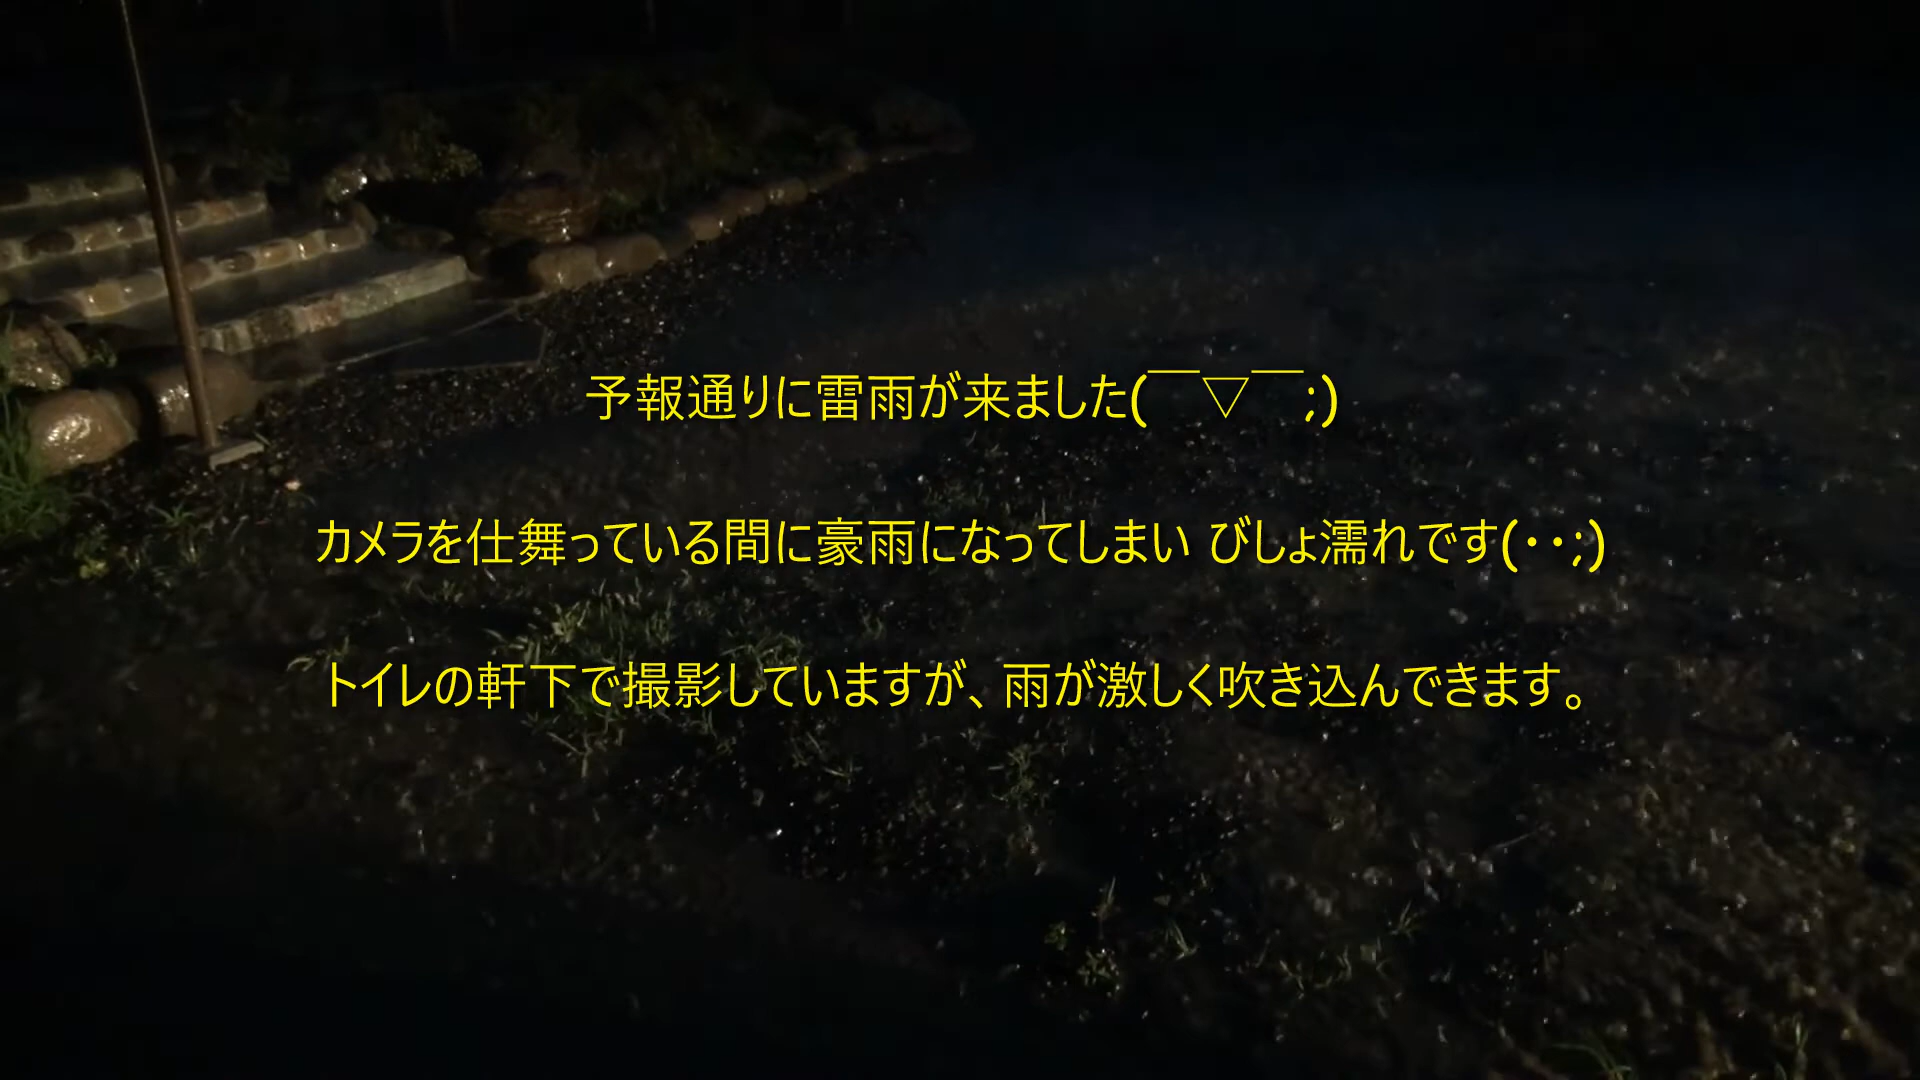 予報通りに雷雨が来ました(￣▽￣;)
カメラを仕舞っている間に豪雨になってしまい びしょ濡れです(･･;)
トイレの軒下で撮影していますが、雨が激しく吹き込んできます。